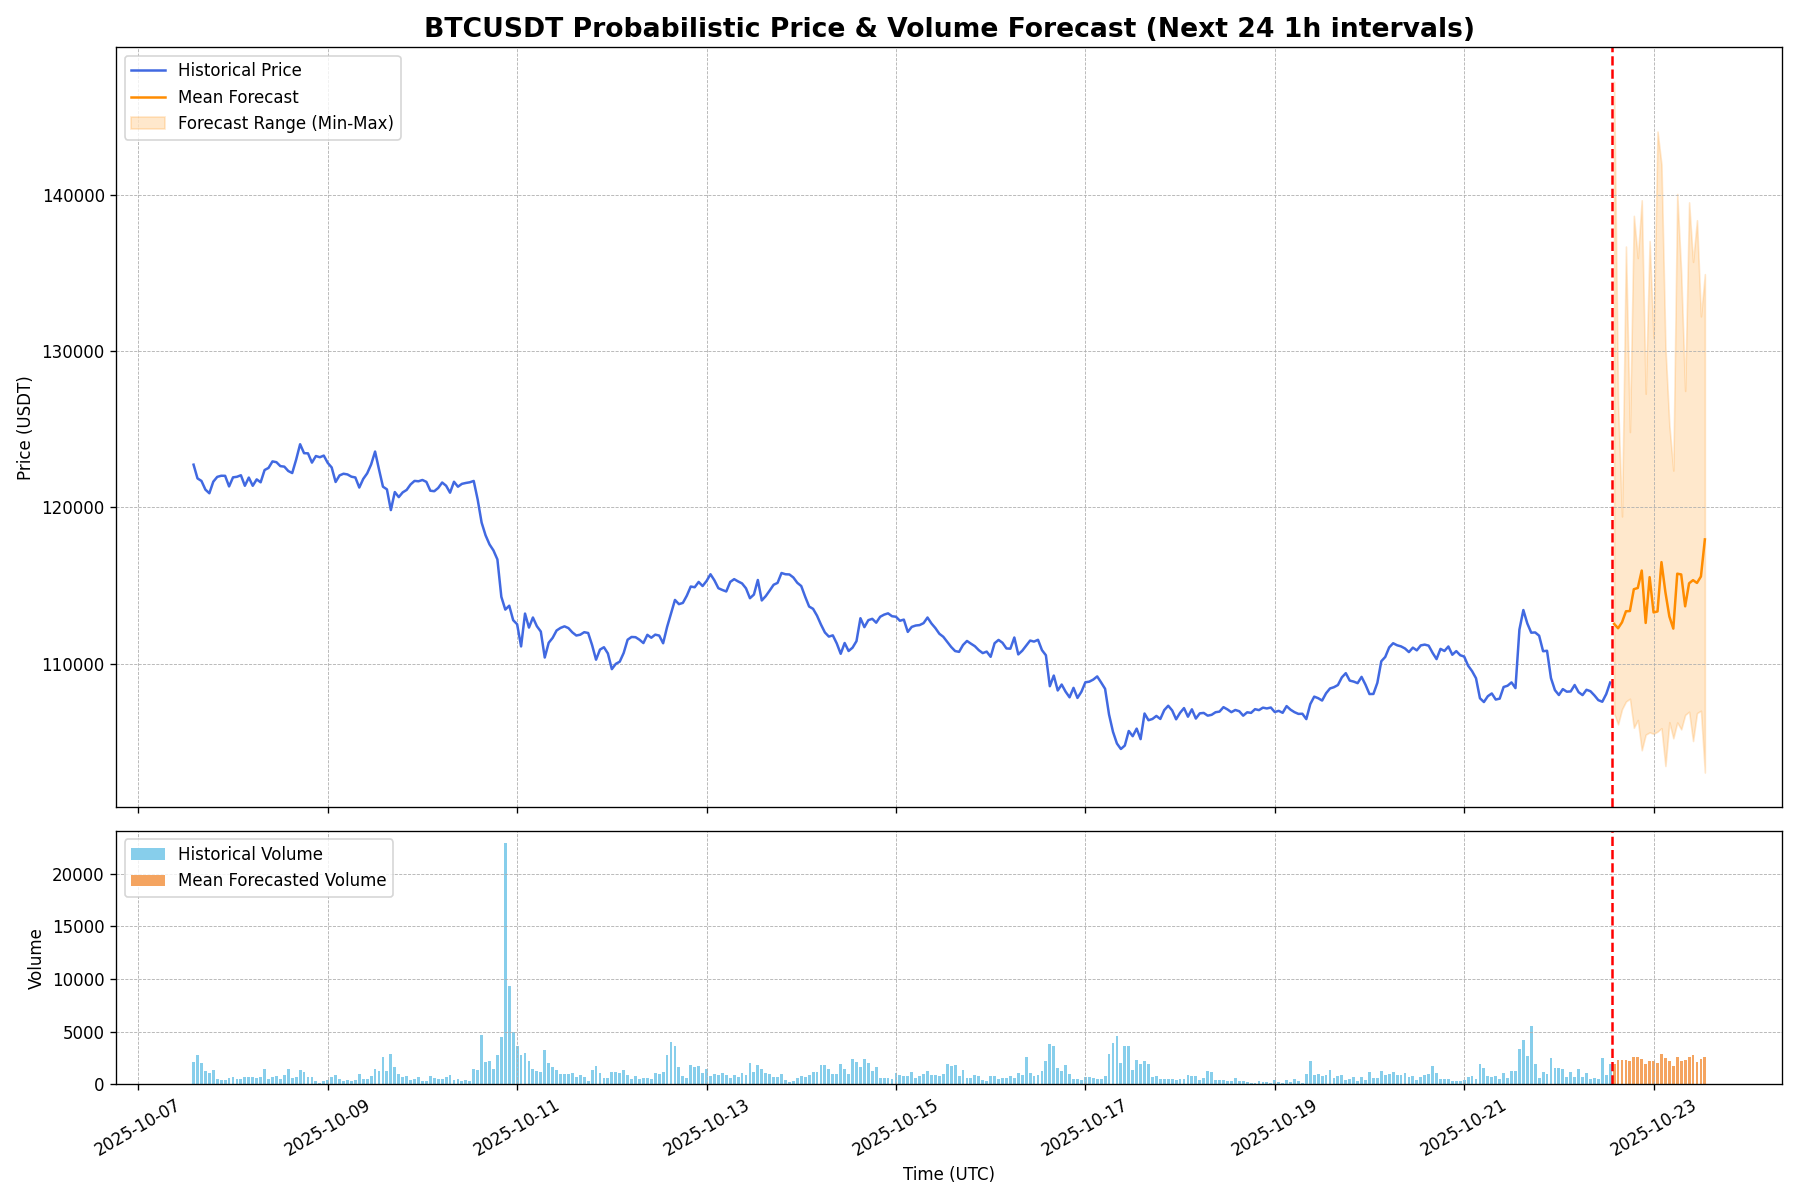 BTCUSDT Probabilistic Price & Volume Forecast (Next 24 1h intervals)
Historical Price
Mean Forecast
Forecast Range (Min-Max)
Price (USDT)
140000
130000
120000
110000
Historical Volume
Mean Forecasted Volume
Volume
20000
15000
10000
5000
0
2025-10-07
2025-10-09
2025-10-11
2025-10-13
2025-10-15
2025-10-17
2025-10-19
2025-10-21
2025-10-23
Time (UTC)